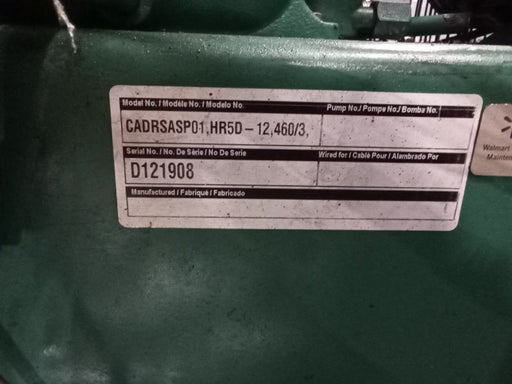 Model No. / Modèle No. / Modelo No.
Pump No./ Pompe No./ Bomba No.
CADRSASP01,HR5D-12,460/3,
Serial No. / No. De Série / No De Serie
Wired for / Cablé Pour / Alambrado Por
D121908
Manufactured / Fabriqué / Fabricado
Walmart